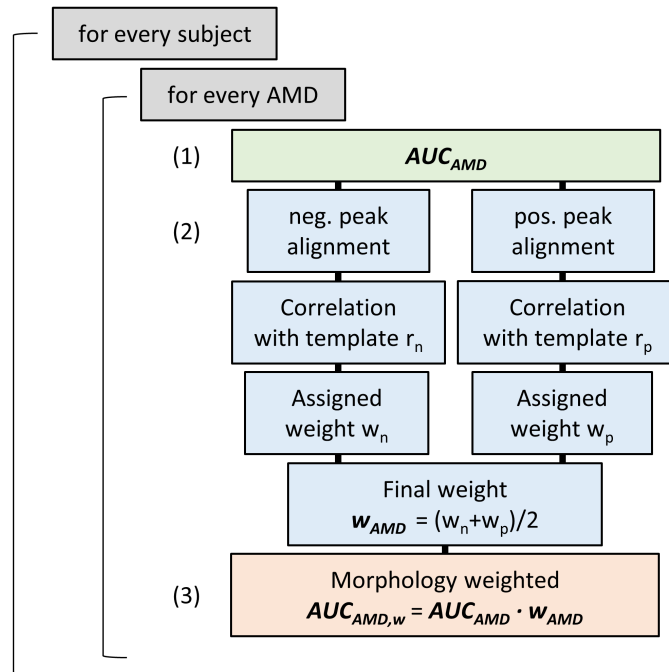 for every subject
for every AMD
(1)
AUC_AMD
(2)
neg. peak
alignment
pos. peak
alignment
Correlation
with template r_n
Correlation
with template r_p
Assigned
weight w_n
Assigned
weight w_p
Final weight
w_AMD = (w_n+w_p)/2
(3)
Morphology weighted
AUC_AMD,w = AUC_AMD · w_AMD